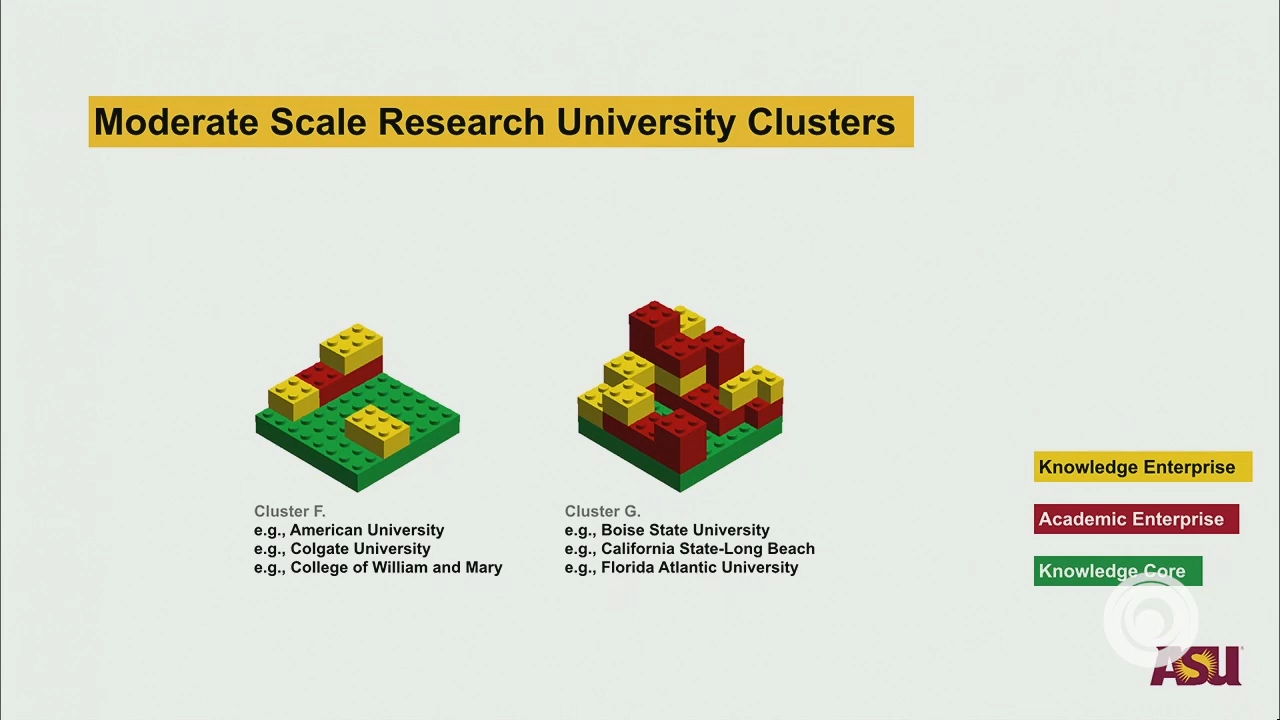 Moderate Scale Research University Clusters
Cluster F.
e.g., American University
e.g., Colgate University
e.g., College of William and Mary
Cluster G.
e.g., Boise State University
e.g., California State-Long Beach
e.g., Florida Atlantic University
Knowledge Enterprise
Academic Enterprise
Knowledge Core
ASU